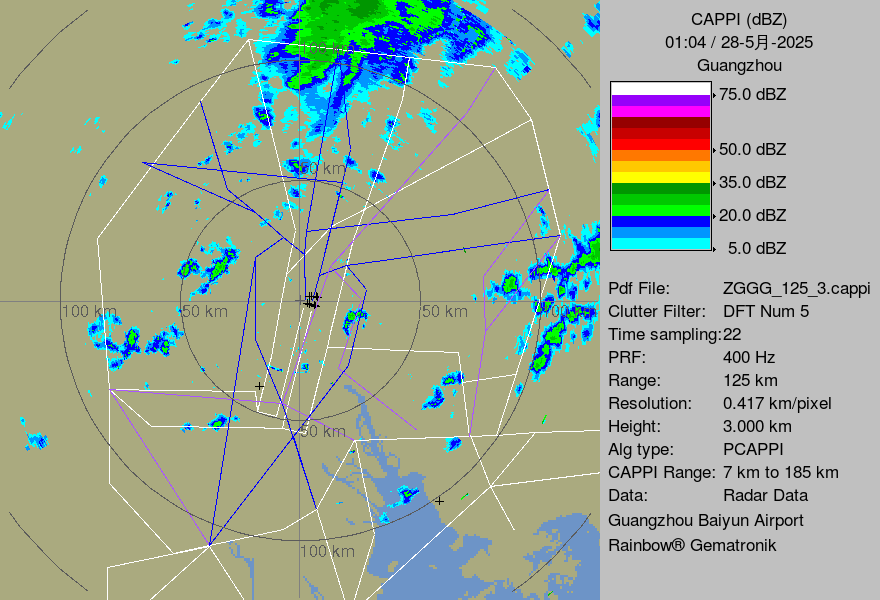 CAPPI (dBZ)
01:04 / 28-5月-2025
Guangzhou
75.0 dBZ
50.0 dBZ
35.0 dBZ
20.0 dBZ
5.0 dBZ
Pdf File: ZGGG_125_3.cappi
Clutter Filter: DFT Num 5
Time sampling:22
PRF: 400 Hz
Range: 125 km
Resolution: 0.417 km/pixel
Height: 3.000 km
Alg type: PCAPPI
CAPPI Range: 7 km to 185 km
Data: Radar Data
Guangzhou Baiyun Airport
Rainbow® Gematronik
100 km
50 km
100 km
50 km
50 km
100 km
50 km
100 km